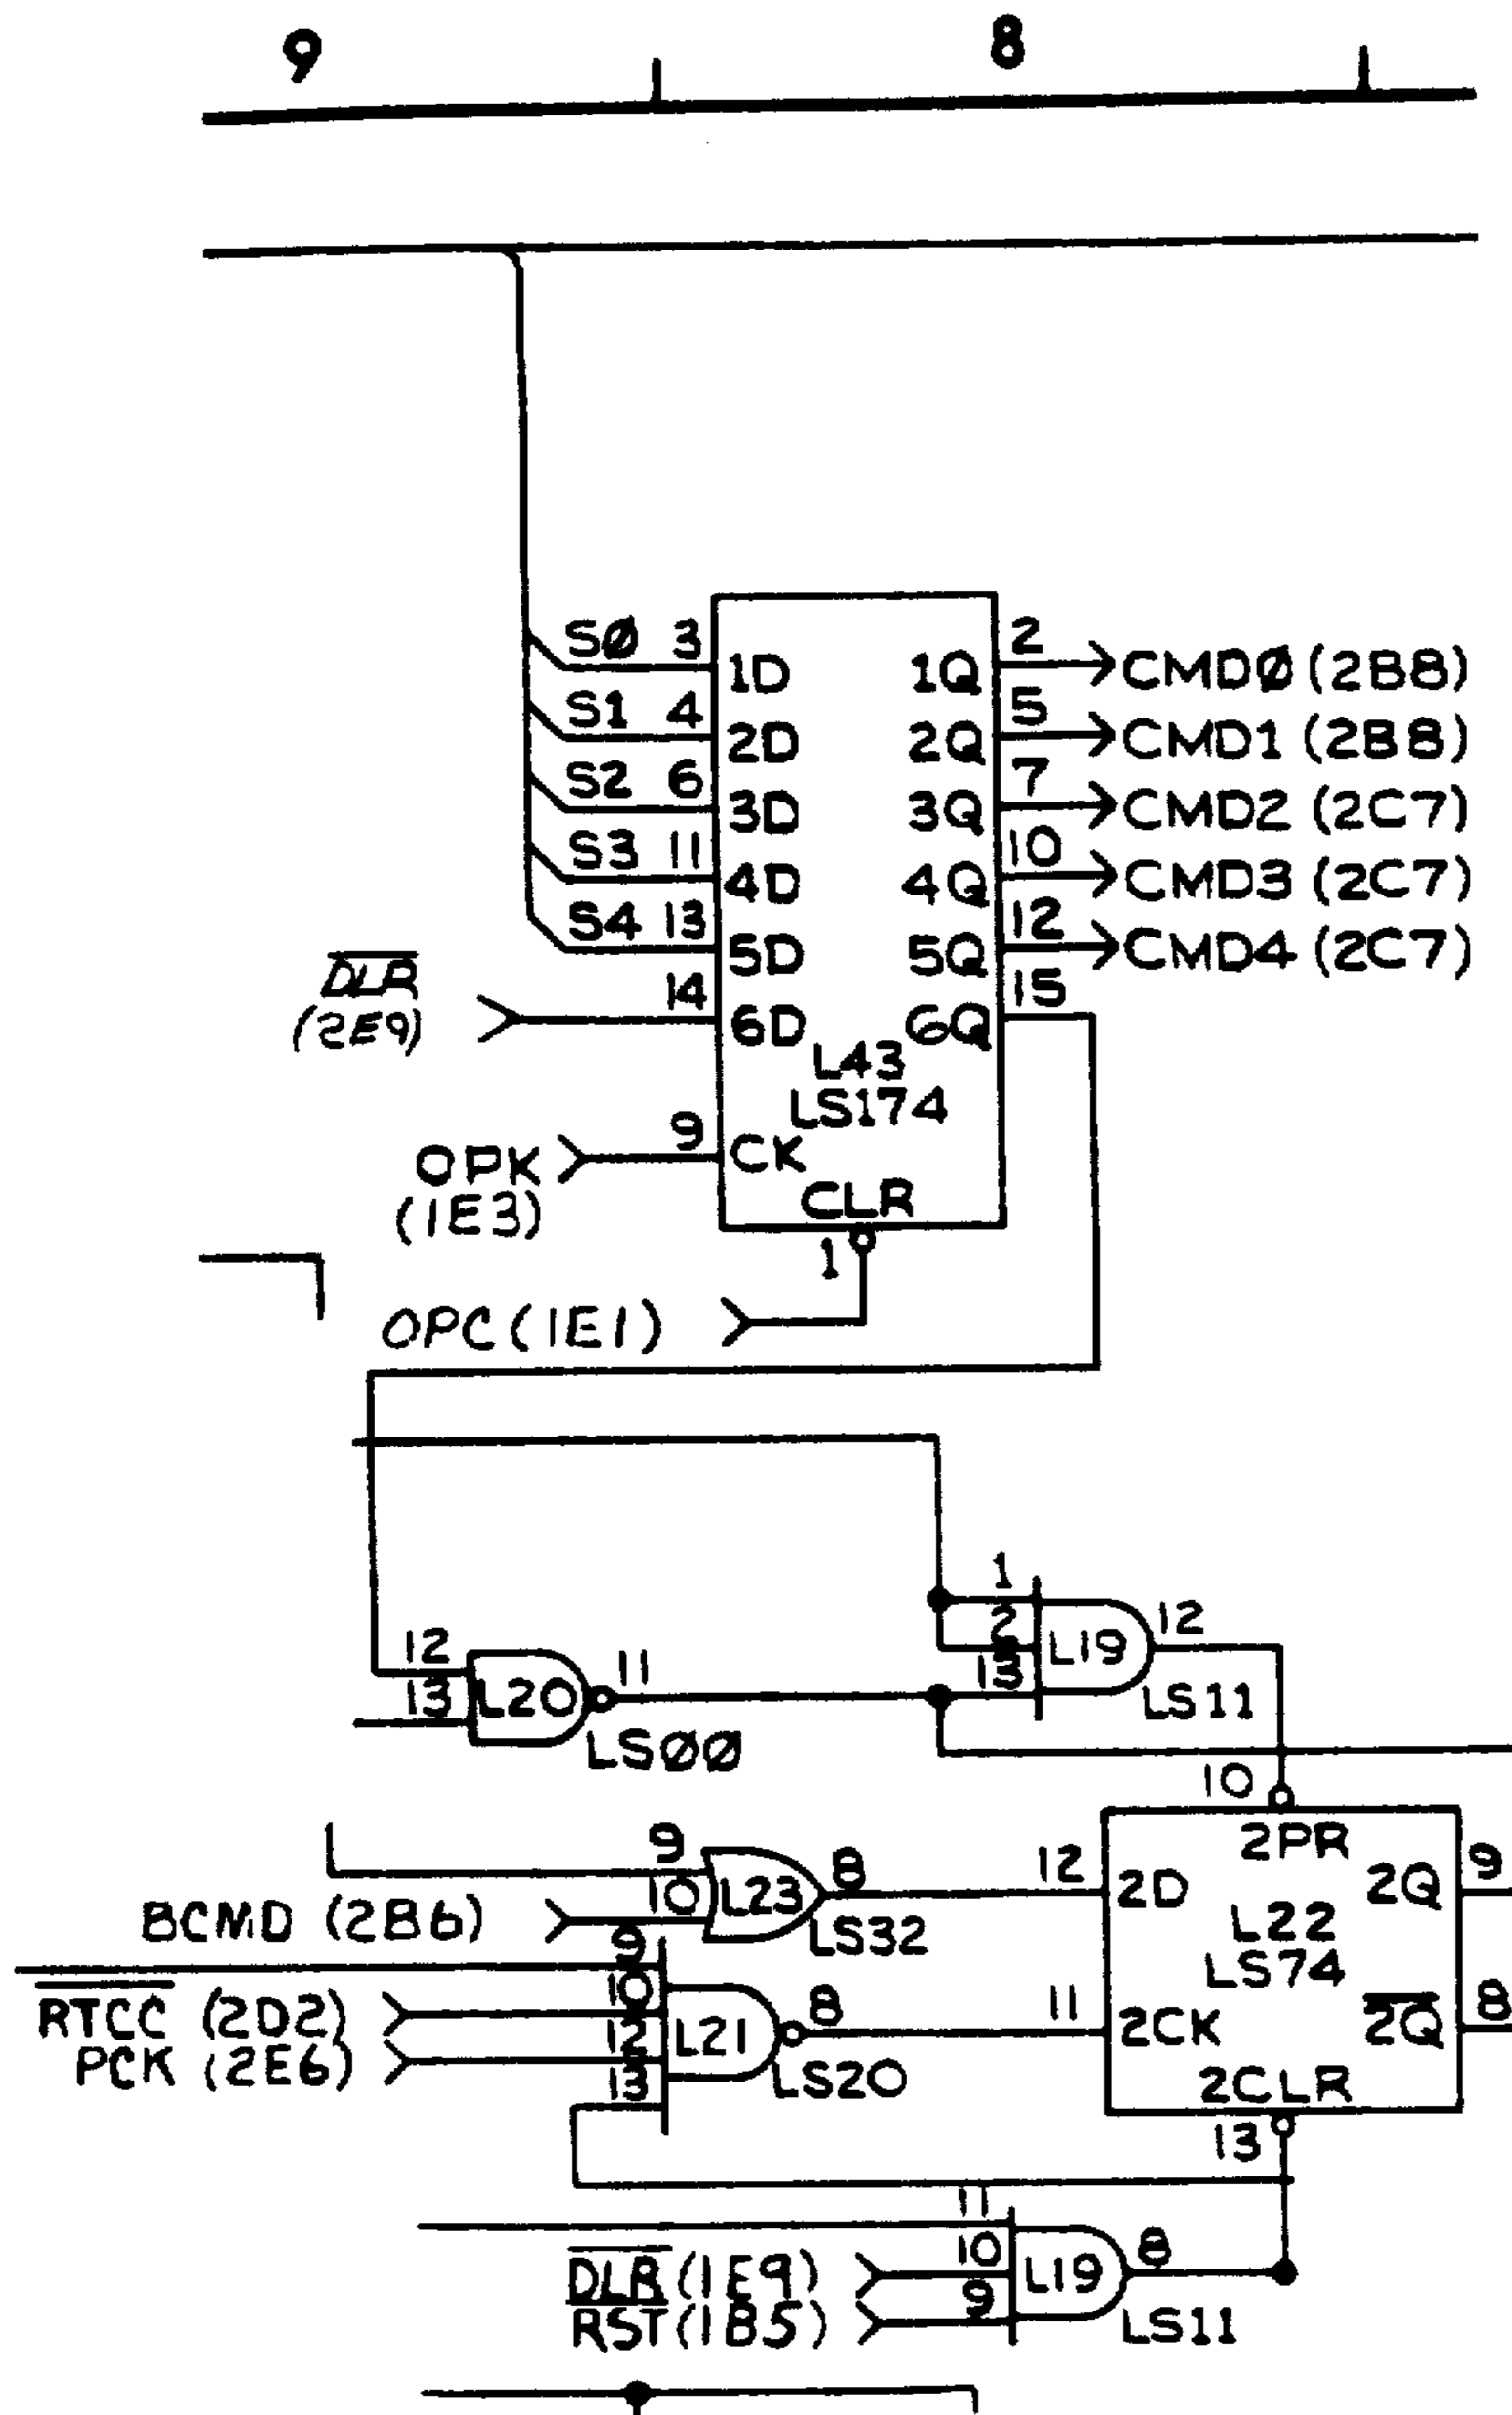 9 8
SØ 3 1D 1Q 2 CMDØ (2B8)
S1 4 2D 2Q 5 CMD1 (2B8)
S2 6 3D 3Q 7 CMD2 (2C7)
S3 11 4D 4Q 10 CMD3 (2C7)
S4 13 5D 5Q 12 CMD4 (2C7)
D̅L̅R̅ 14 6D 6Q 15
(2E9)
L43
LS174
OPK 9 CK
(1E3)
CLR
1
OPC (1E1)
1
2
13 L19 12
LS11
12
13 L20 11
LSØØ
10
2PR
9
10 L23 8 12 2D 2Q 9
BCMD (2B6)
LS32
L22
LS74
9
R̅T̅C̅C̅ (2D2) 10
PCK (2E6) 12 L21 8 11 2CK 2̅Q̅ 8
13
LS20
2CLR
13
11
D̅L̅R̅ (1E9) 10 L19 8
R̅S̅T̅ (1B5) 9
LS11